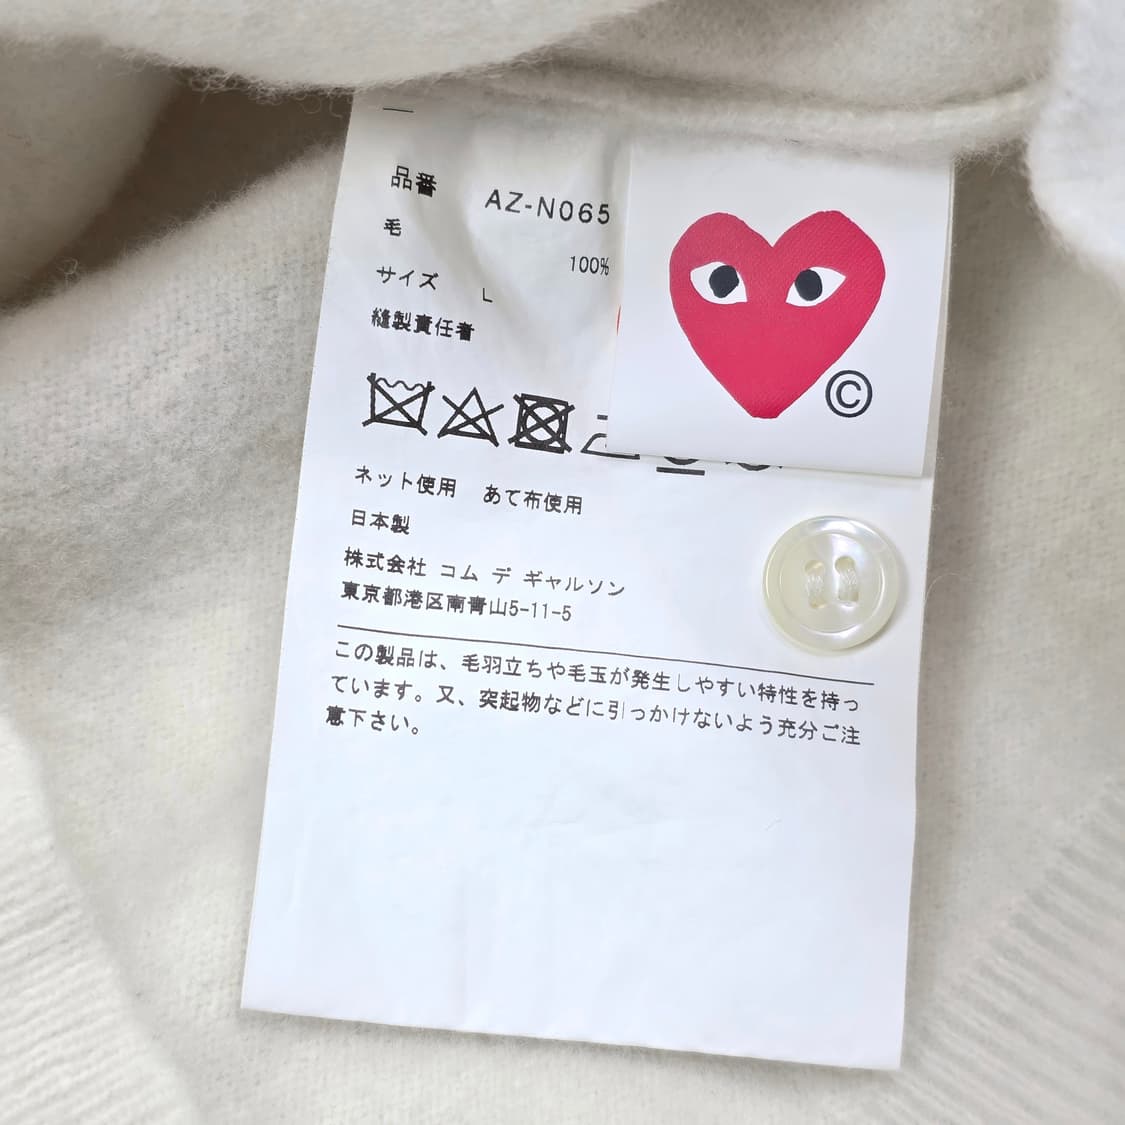 品番 AZ-N065
毛 100%
サイズ L
縫製責任者
ネット使用 あて布使用
日本製
株式会社 コム デ ギャルソン
東京都港区南青山5-11-5
この製品は、毛羽立ちや毛玉が発生しやすい特性を持っ
ています。又、突起物などに引っかけないよう充分ご注
意下さい。
©